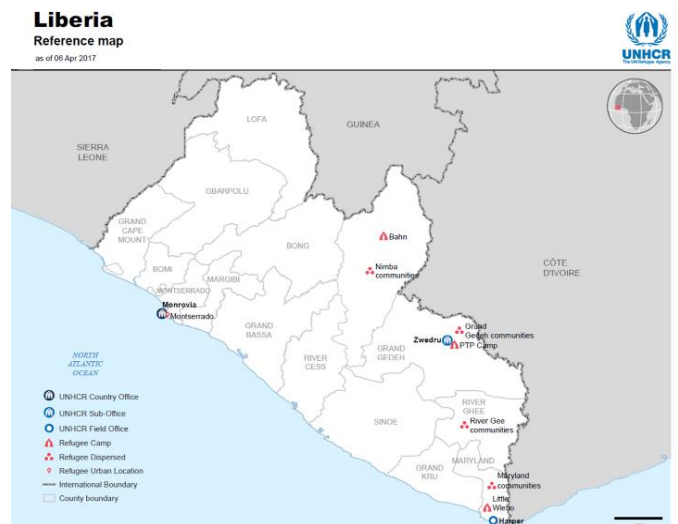 Liberia
Reference map
as of 06 Apr 2017
UNHCR
The UN Refugee Agency
LOFA
GUINEA
SIERRA
LEONE
GBARPOLU
GRAND
CAPE
MOUNT
BONG
Bahn
CÔTE
D'IVOIRE
BOMI
Nimba
communities
MARGIBI
MONTSERRADO
Monrovia
Montserrado
GRAND
BASSA
Grand
Gedeh communities
Zwedru
PTP Camp
GRAND
GEDEH
RIVER
CESS
NORTH
ATLANTIC
OCEAN
RIVER
GHEE
SINOE
River Gee
communities
MARYLAND
GRAND
KRU
Maryland
communities
Little
Wlebo
Harper
UNHCR Country Office
UNHCR Sub-Office
UNHCR Field Office
Refugee Camp
Refugee Dispersed
Refugee Urban Location
International Boundary
County boundary